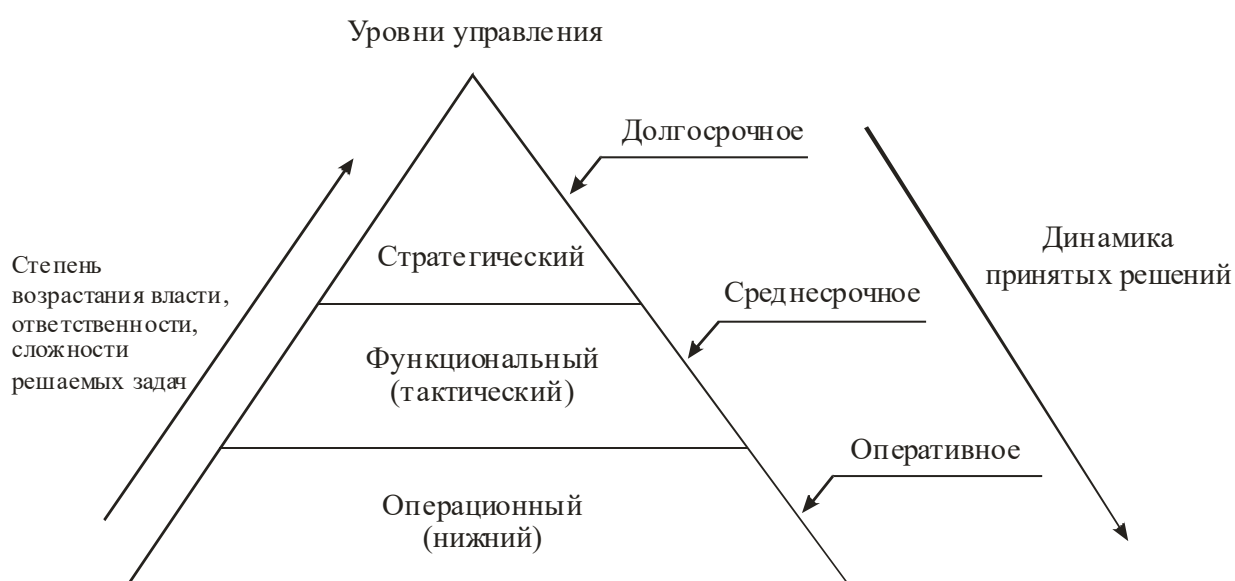 Уровни управления
Долгосрочное
Стратегический
Динамика
принятых решений
Степень
возрастания власти,
ответственности,
сложности
решаемых задач
Среднесрочное
Функциональный
(тактический)
Оперативное
Операционный
(нижний)